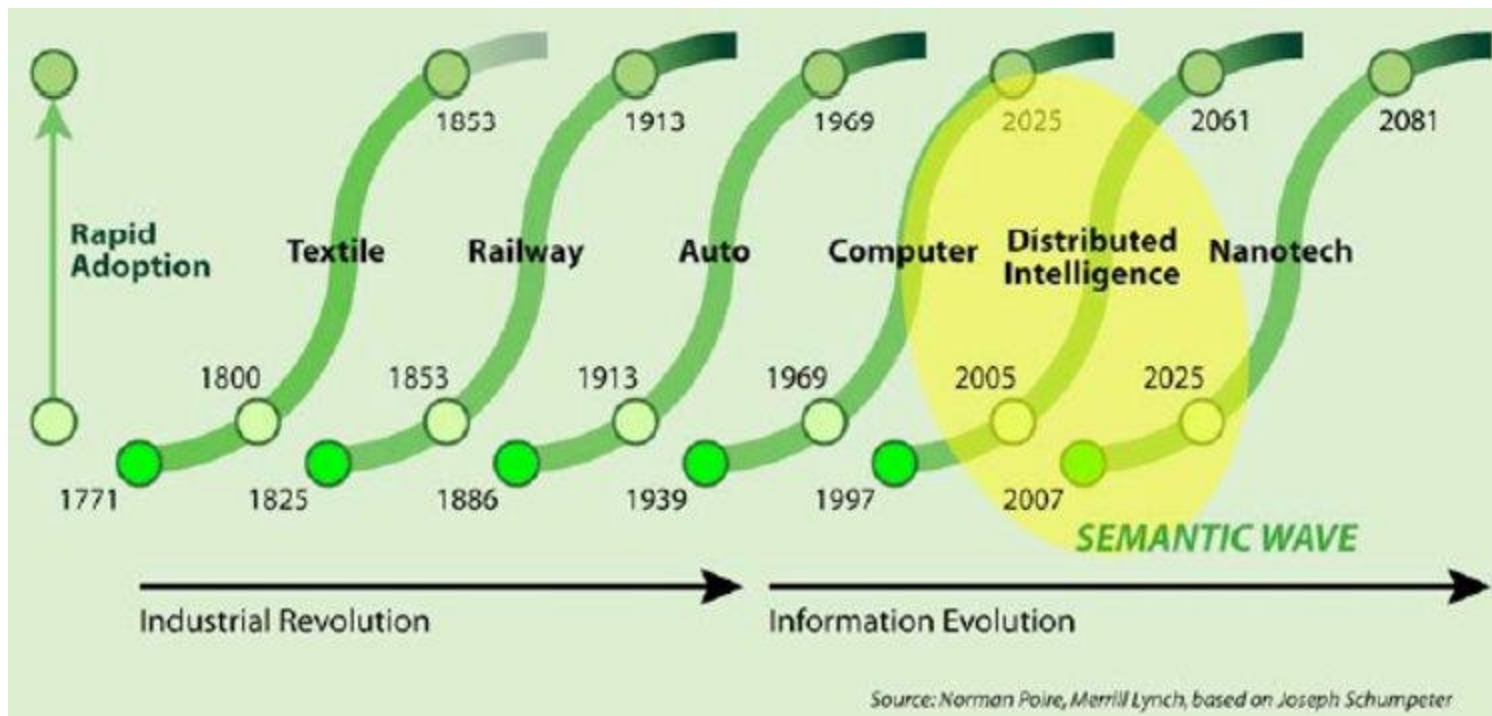 1853
1913
1969
2025
2061
2081
Rapid
Adoption
Textile
Railway
Auto
Computer
Distributed
Intelligence
Nanotech
1800
1853
1913
1969
2005
2025
1771
1825
1886
1939
1997
2007
SEMANTIC WAVE
Industrial Revolution
Information Evolution
Source: Norman Poire, Merrill Lynch, based on Joseph Schumpeter